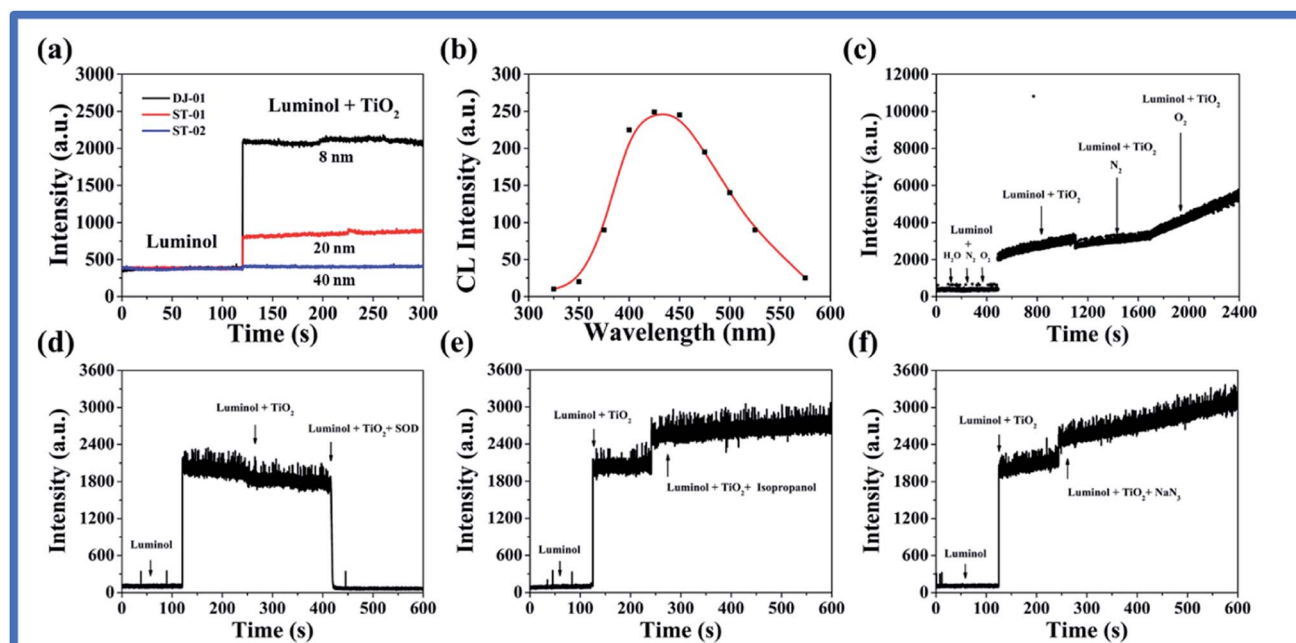 (a)
3000
2500
2000
1500
1000
500
0
Intensity (a.u.)
DJ-01
ST-01
ST-02
Luminol + TiO₂
8 nm
Luminol
20 nm
40 nm
0 50 100 150 200 250 300
Time (s)
(b)
300
250
200
150
100
50
0
CL Intensity (a.u.)
300 350 400 450 500 550 600
Wavelength (nm)
(c)
12000
10000
8000
6000
4000
2000
0
Intensity (a.u.)
Luminol + TiO₂
O₂
Luminol + TiO₂
N₂
Luminol + TiO₂
Luminol
+
H₂O N₂ O₂
0 400 800 1200 1600 2000 2400
Time (s)
(d)
3600
3000
2400
1800
1200
600
0
Intensity (a.u.)
Luminol + TiO₂
Luminol + TiO₂+ SOD
Luminol
0 100 200 300 400 500 600
Time (s)
(e)
3600
3000
2400
1800
1200
600
0
Intensity (a.u.)
Luminol + TiO₂
Luminol + TiO₂+ Isopropanol
Luminol
0 100 200 300 400 500 600
Time (s)
(f)
3600
3000
2400
1800
1200
600
0
Intensity (a.u.)
Luminol + TiO₂
Luminol + TiO₂+ NaN₃
Luminol
0 100 200 300 400 500 600
Time (s)